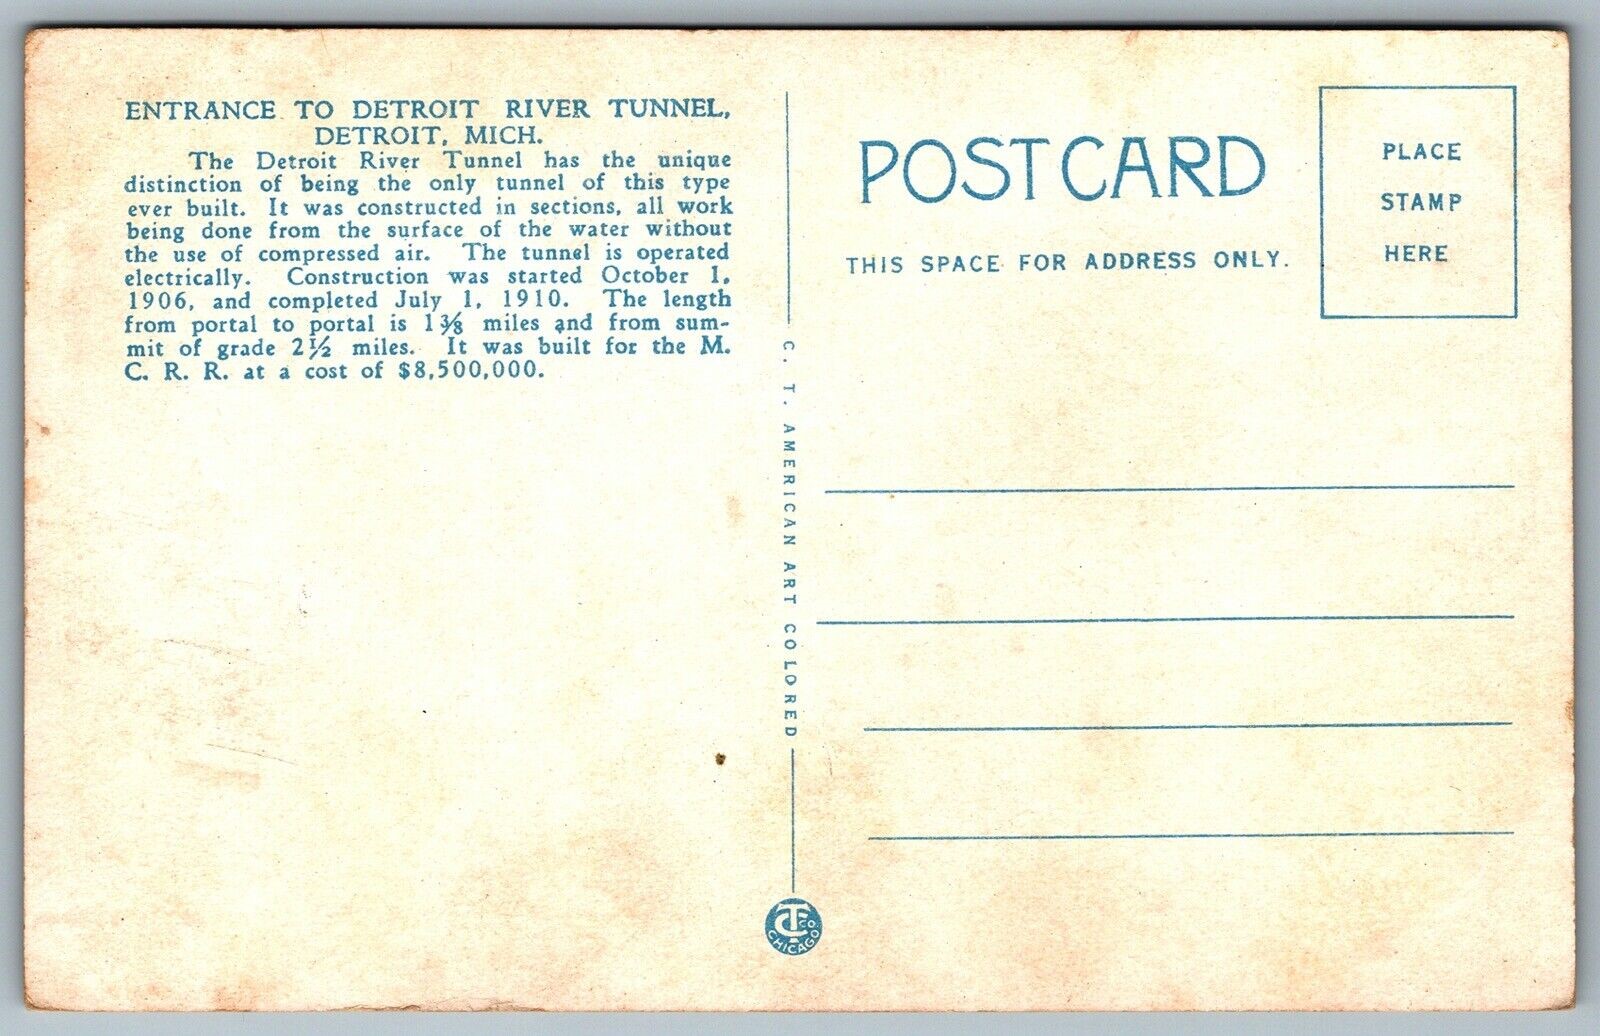 ENTRANCE TO DETROIT RIVER TUNNEL,
DETROIT, MICH.
The Detroit River Tunnel has the unique
distinction of being the only tunnel of this type
ever built. It was constructed in sections, all work
being done from the surface of the water without
the use of compressed air. The tunnel is operated
electrically. Construction was started October 1,
1906, and completed July 1, 1910. The length
from portal to portal is 1⅜ miles and from sum-
mit of grade 2½ miles. It was built for the M.
C. R. R. at a cost of $8,500,000.
C. T. AMERICAN ART COLORED
CT CO. CHICAGO
POST CARD
THIS SPACE FOR ADDRESS ONLY.
PLACE
STAMP
HERE